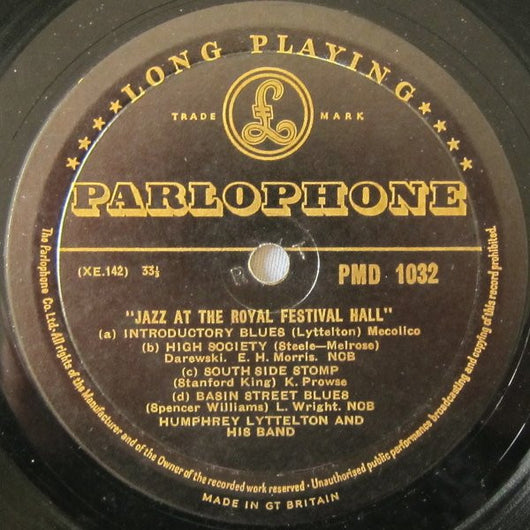 ★★★★★ LONG PLAYING ★★★★★
TRADE £ MARK
PARLOPHONE
R T
(XE.142) 33⅓ PMD 1032
"JAZZ AT THE ROYAL FESTIVAL HALL"
(a) INTRODUCTORY BLUES (Lyttelton) Mecolico
(b) HIGH SOCIETY (Steele—Melrose)
Darewski. E. H. Morris. NCB
(c) SOUTH SIDE STOMP
(Stanford King) K. Prowse
(d) BASIN STREET BLUES
(Spencer Williams) L. Wright. NCB
HUMPHREY LYTTELTON AND
HIS BAND
The Parlophone Co. Ltd. All rights of the Manufacturer and of the Owner of the recorded work reserved · Unauthorised public performance broadcasting and copying of this record prohibited.
MADE IN GT BRITAIN